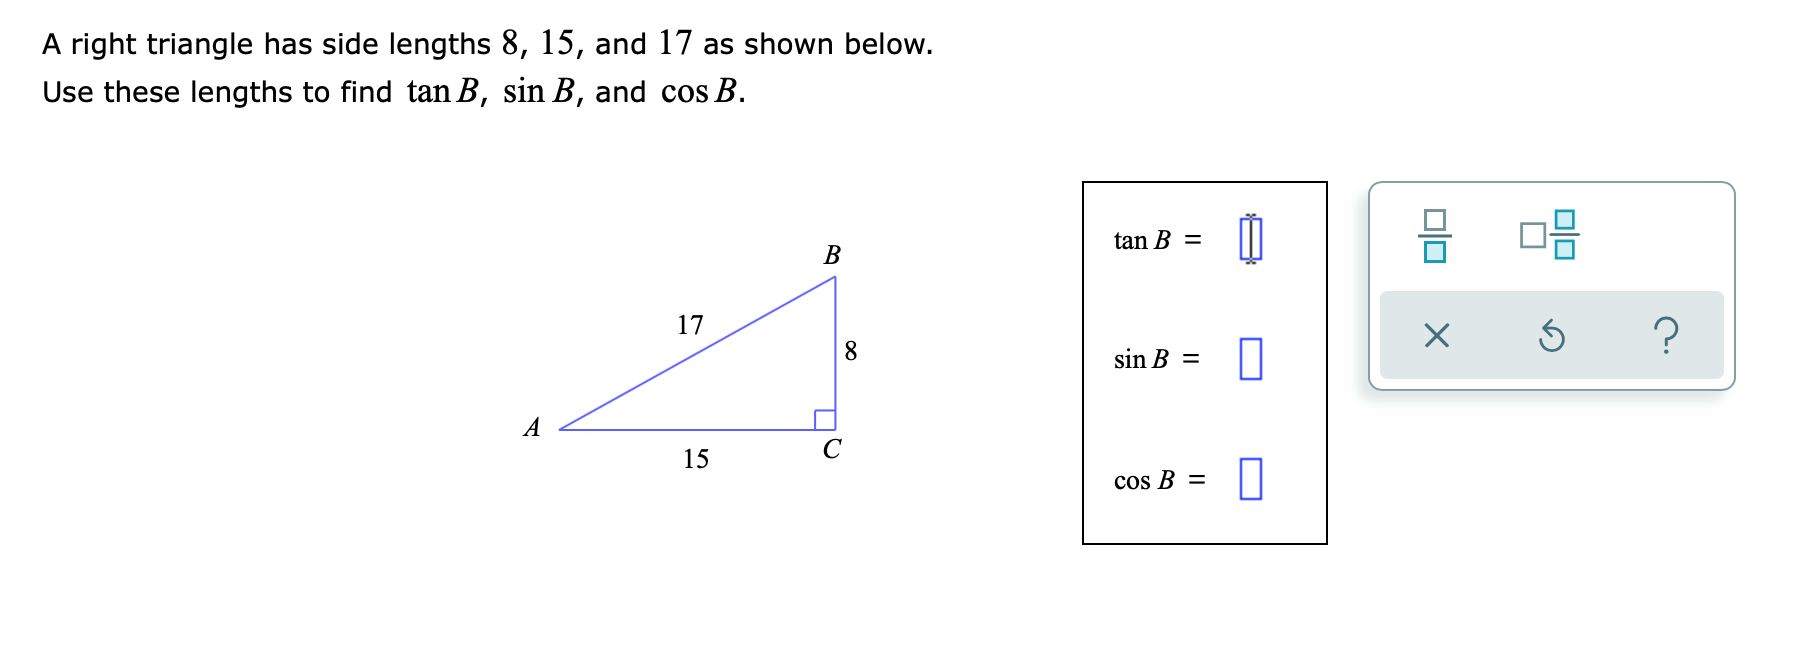 A right triangle has side lengths 8, 15, and 17 as shown below.
Use these lengths to find tan B, sin B, and cos B.
B
17
8
A
15
C
tan B =
sin B =
cos B =
?